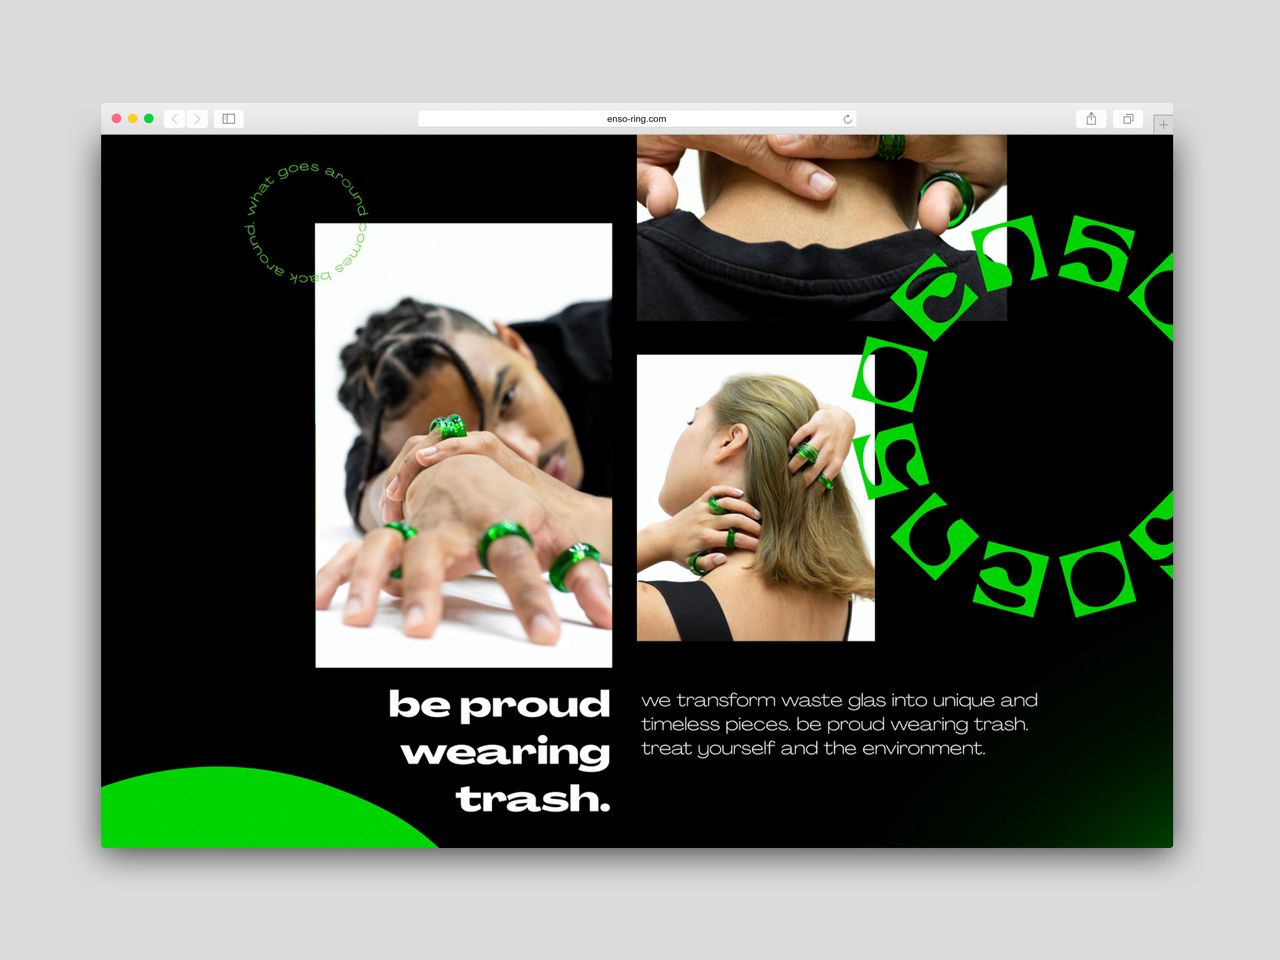 enso-ring.com
what goes around comes back around
enso
enso
enso
be proud
wearing
trash.
we transform waste glas into unique and
timeless pieces. be proud wearing trash.
treat yourself and the environment.